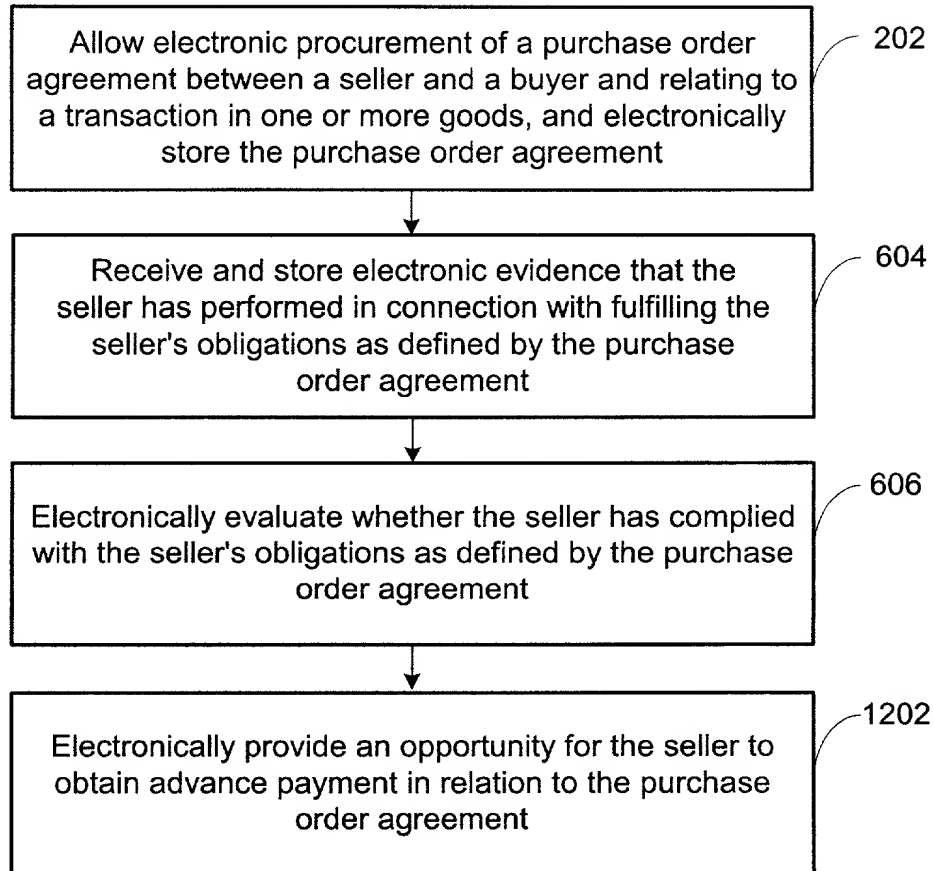 Allow electronic procurement of a purchase order
agreement between a seller and a buyer and relating to
a transaction in one or more goods, and electronically
store the purchase order agreement
202
Receive and store electronic evidence that the
seller has performed in connection with fulfilling the
seller's obligations as defined by the purchase
order agreement
604
Electronically evaluate whether the seller has complied
with the seller's obligations as defined by the purchase
order agreement
606
Electronically provide an opportunity for the seller to
obtain advance payment in relation to the purchase
order agreement
1202